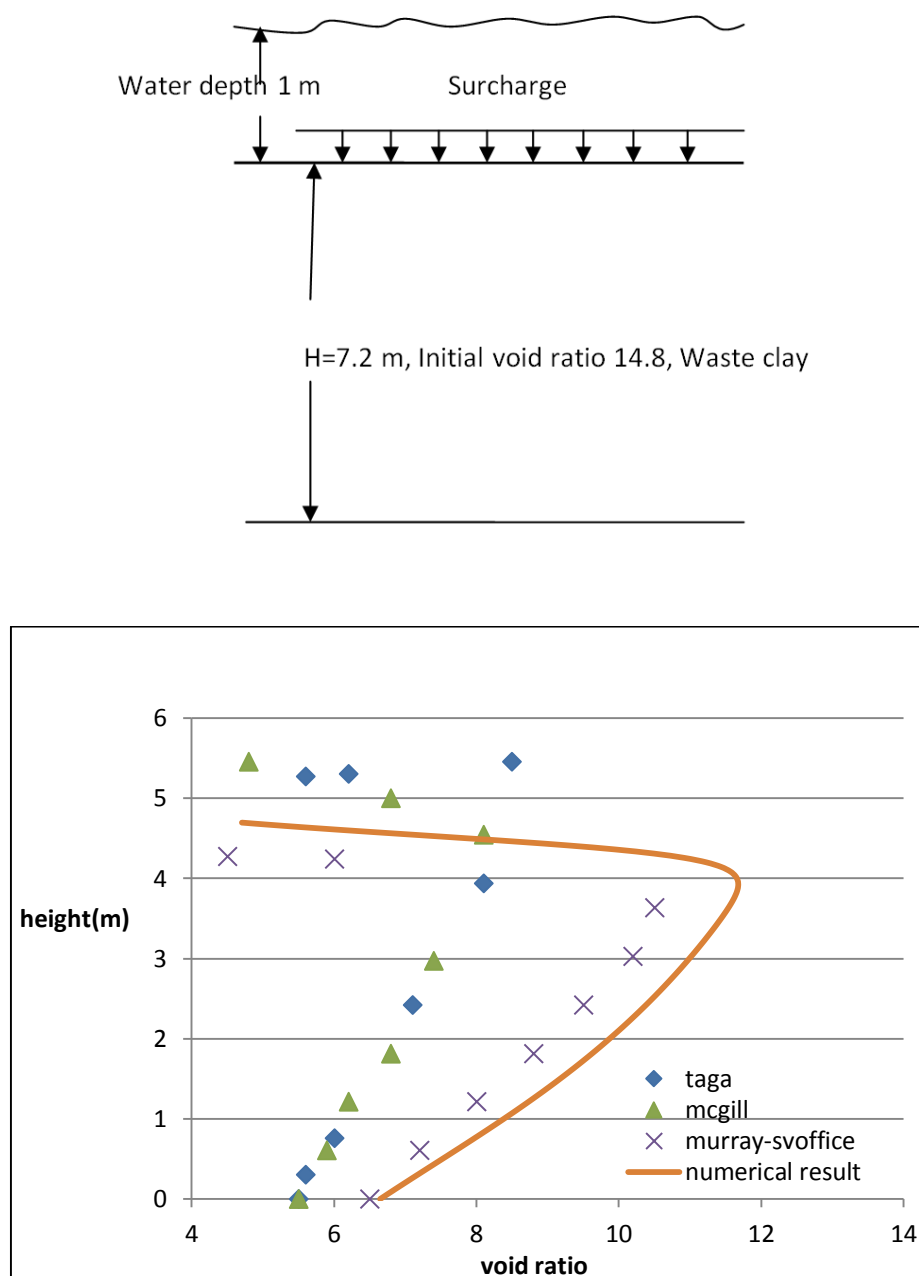 Water depth 1 m
Surcharge
H=7.2 m, Initial void ratio 14.8, Waste clay
6
5
4
height(m)
3
2
taga
1
mcgill
murray-svoffice
numerical result
0
4 6 8 10 12 14
void ratio